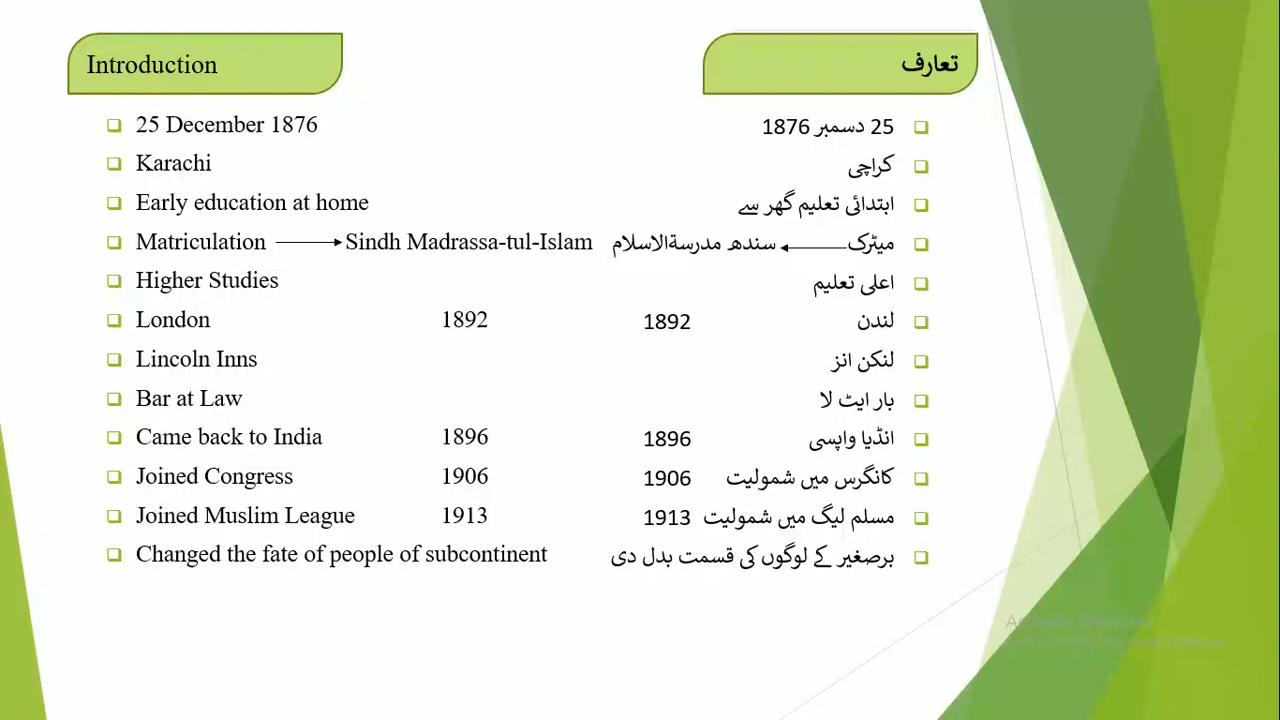 Introduction
تعارف
25 December 1876
25 دسمبر 1876
Karachi
کراچی
Early education at home
ابتدائی تعلیم گھر سے
Matriculation Sindh Madrassa-tul-Islam
میٹرک سندھ مدرسۃالاسلام
Higher Studies
اعلی تعلیم
London 1892
لندن 1892
Lincoln Inns
لنکن انز
Bar at Law
بار ایٹ لا
Came back to India 1896
انڈیا واپسی 1896
Joined Congress 1906
کانگرس میں شمولیت 1906
Joined Muslim League 1913
مسلم لیگ میں شمولیت 1913
Changed the fate of people of subcontinent
برصغیر کے لوگوں کی قسمت بدل دی